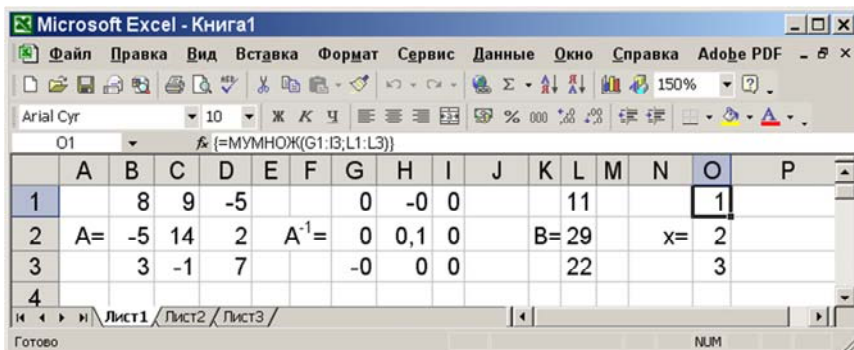 Microsoft Excel - Книга1
Файл Правка Вид Вставка Формат Сервис Данные Окно Справка Adobe PDF
150%
Arial Cyr 10 Ж К Ч % 000
O1 fx {=МУМНОЖ(G1:I3;L1:L3)}
A B C D E F G H I J K L M N O P
1 8 9 -5 0 -0 0 11 1
2 A= -5 14 2 A-1= 0 0,1 0 B= 29 x= 2
3 3 -1 7 -0 0 0 22 3
4
Лист1 Лист2 Лист3
Готово NUM